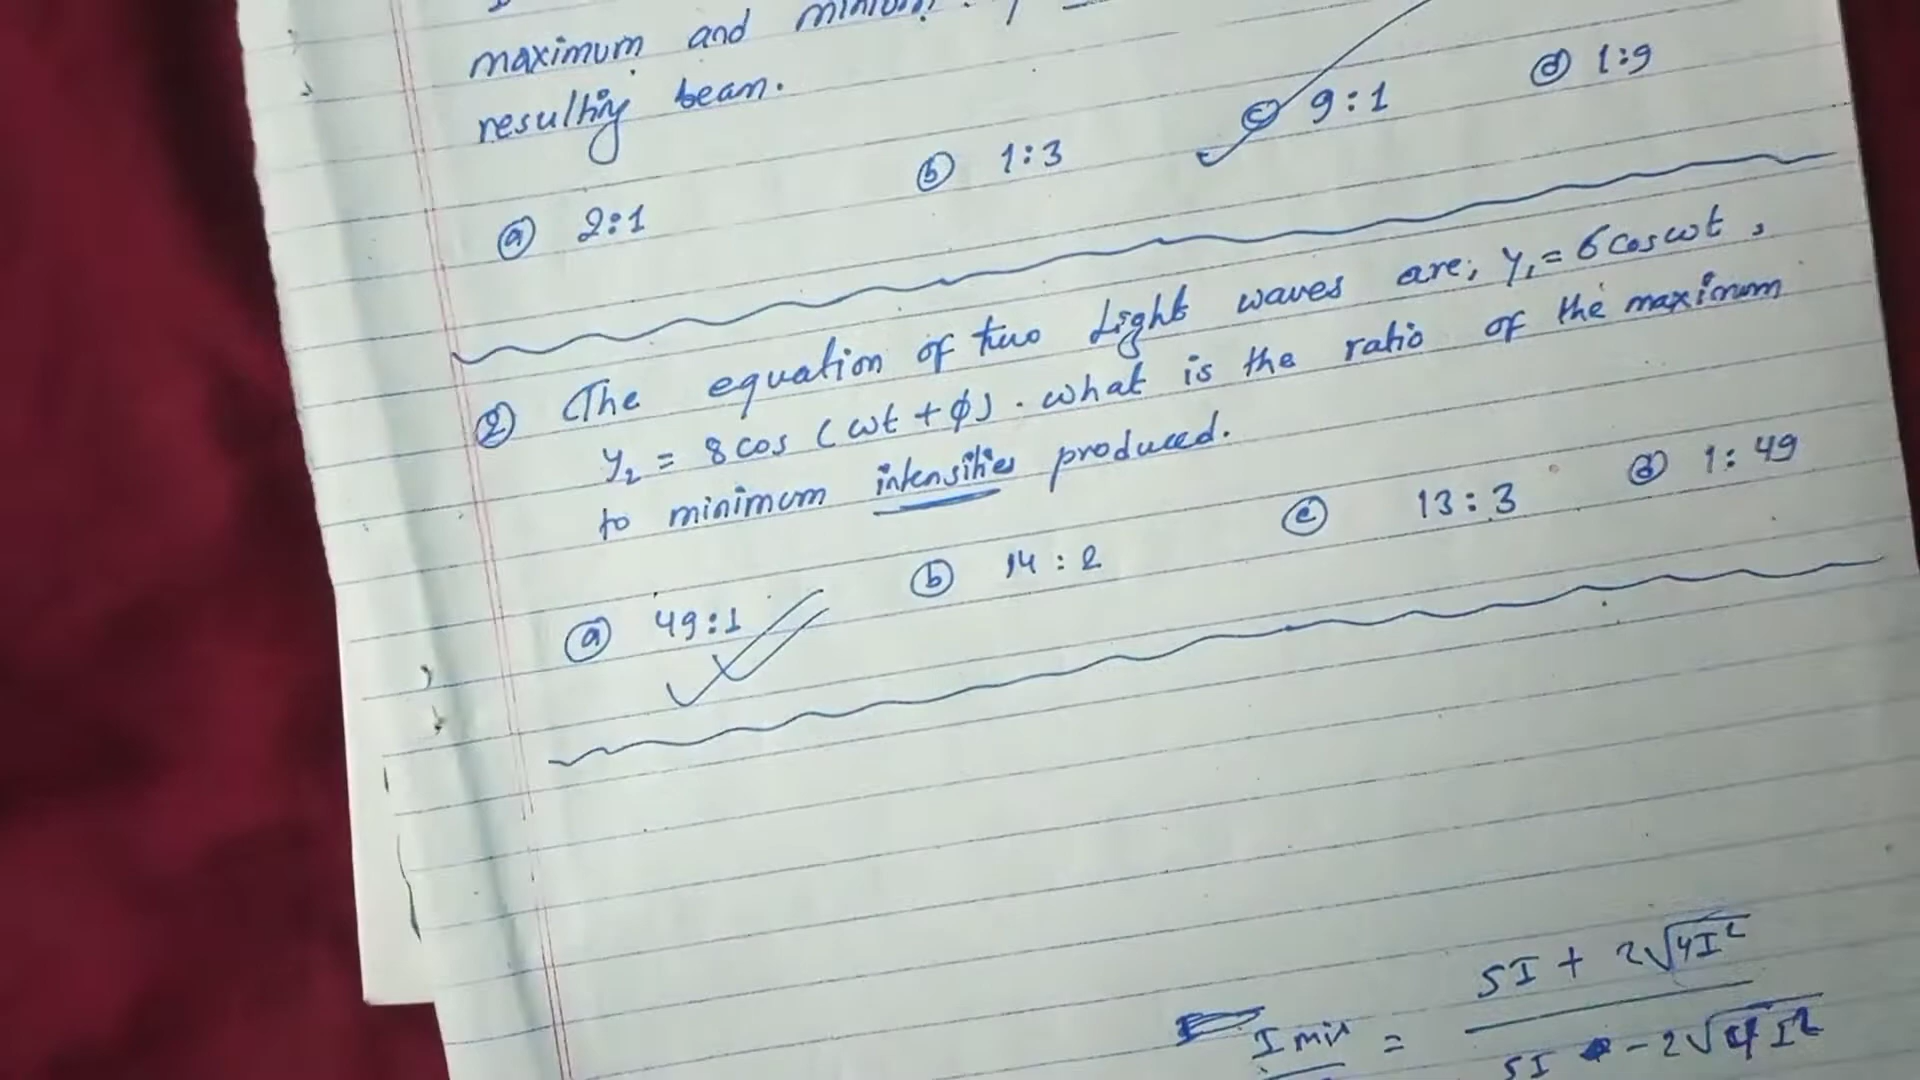 maximum and minimum
resulting beam.
(a) 2:1 (b) 1:3 (c) 9:1 (d) 1:9
(2) The equation of two Light waves are; y₁ = 6 cos ωt,
y₂ = 8 cos (ωt + φ). what is the ratio of the maximum
to minimum intensities produced.
(a) 49:1 (b) 14:2 (c) 13:3 (d) 1:49
5I + 2√4I²
I min =
5I - 2√4I²